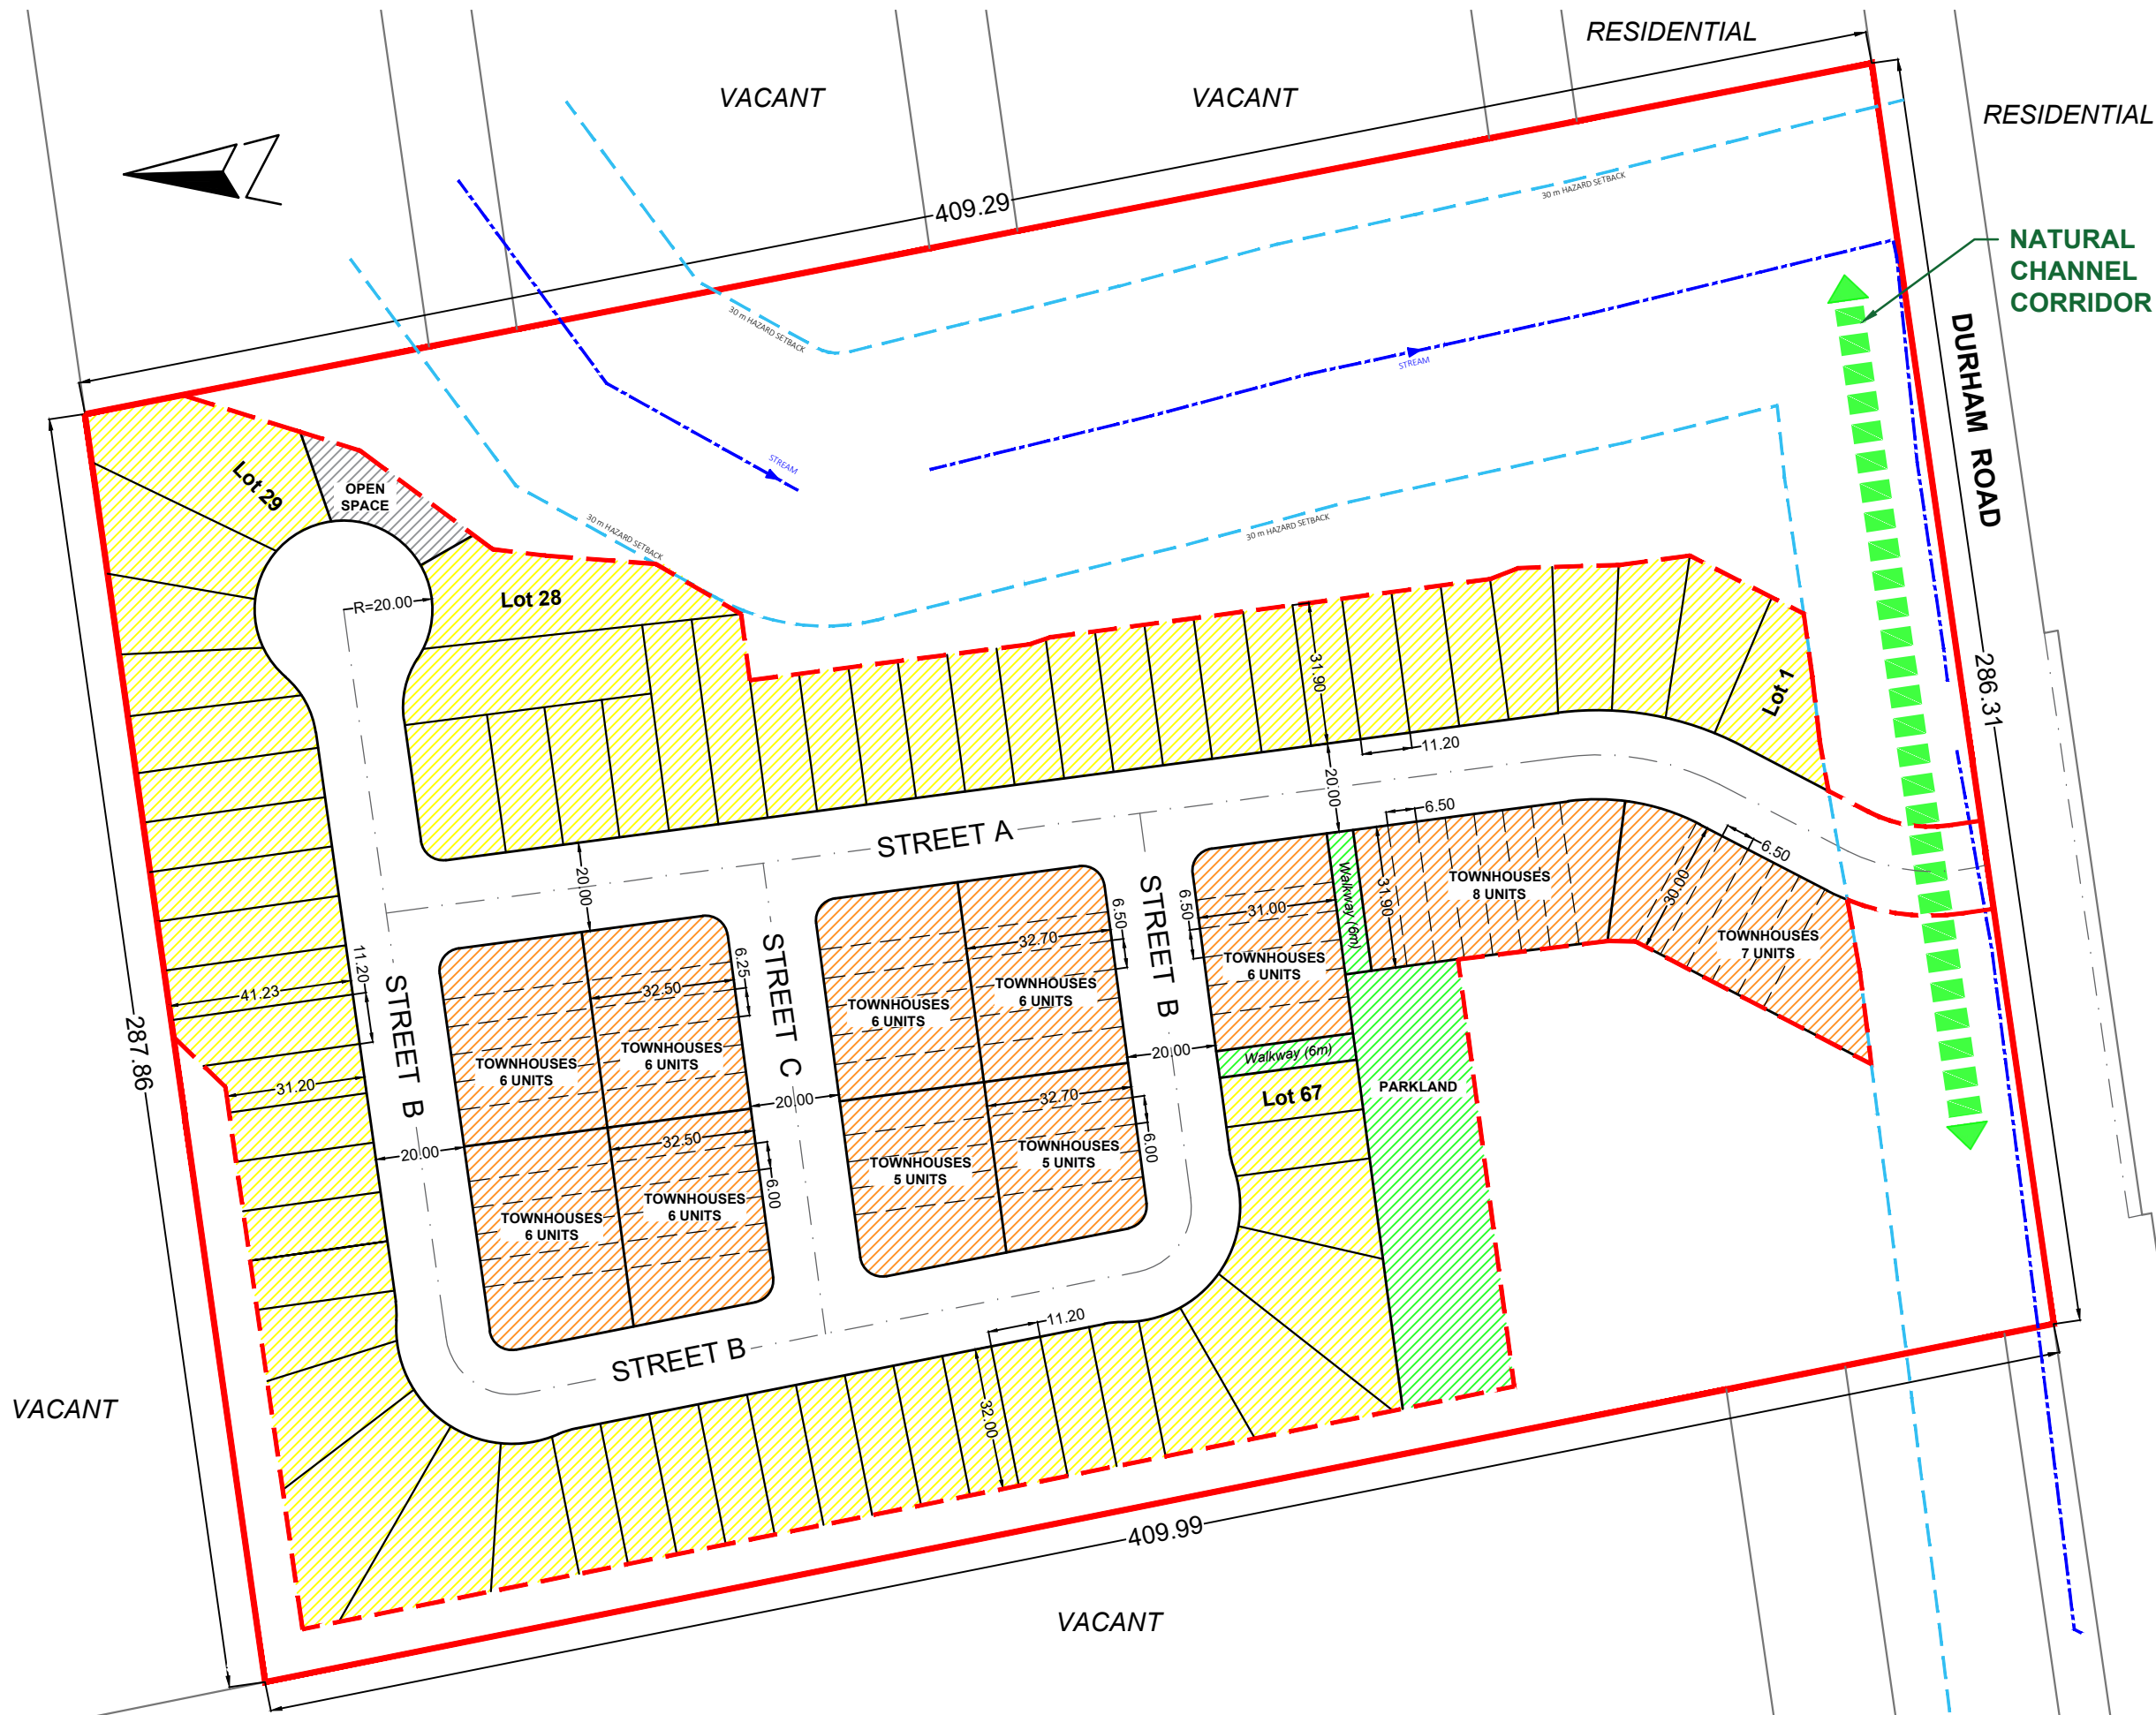 RESIDENTIAL
VACANT
VACANT
RESIDENTIAL
409.29
30 m HAZARD SETBACK
NATURAL
CHANNEL
CORRIDOR
30 m HAZARD SETBACK
STREAM
DURHAM ROAD
STREAM
Lot 29
OPEN
SPACE
30 m HAZARD SETBACK
30 m HAZARD SETBACK
R=20.00
Lot 28
31.90
Lot 1
286.31
11.20
20.00
6.50
STREET A
6.50
20.00
Walkway (6m)
31.90
TOWNHOUSES
8 UNITS
30.00
6.50
6.50
31.00
TOWNHOUSES
7 UNITS
STREET B
11.20
41.23
STREET B
6.25
STREET C
32.50
32.70
TOWNHOUSES
6 UNITS
TOWNHOUSES
6 UNITS
TOWNHOUSES
6 UNITS
287.86
TOWNHOUSES
6 UNITS
TOWNHOUSES
6 UNITS
20.00
Walkway (6m)
31.20
20.00
32.70
Lot 67
PARKLAND
20.00
32.50
6.00
TOWNHOUSES
5 UNITS
TOWNHOUSES
5 UNITS
6.00
TOWNHOUSES
6 UNITS
TOWNHOUSES
6 UNITS
11.20
STREET B
32.00
VACANT
409.99
VACANT